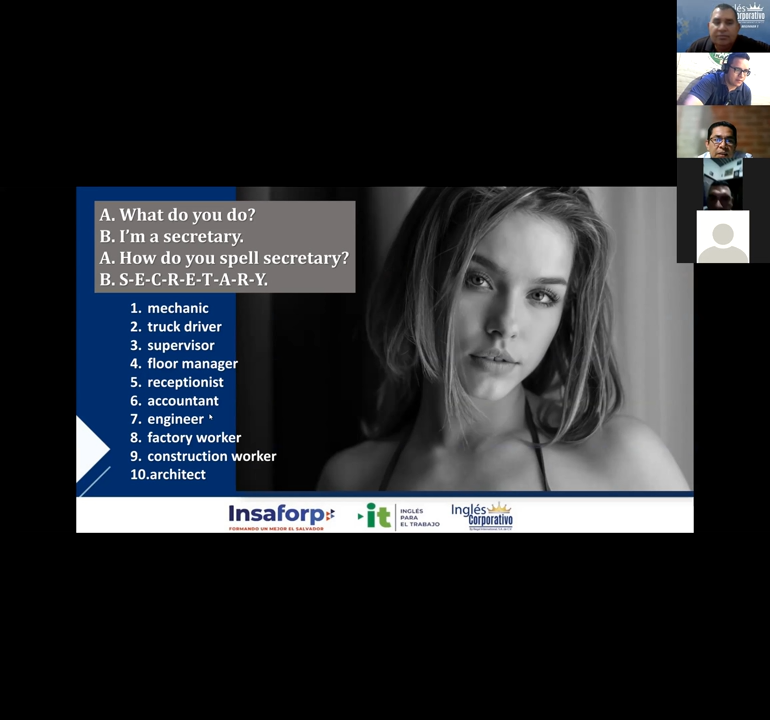 A. What do you do?
B. I'm a secretary.
A. How do you spell secretary?
B. S-E-C-R-E-T-A-R-Y.
1. mechanic
2. truck driver
3. supervisor
4. floor manager
5. receptionist
6. accountant
7. engineer
8. factory worker
9. construction worker
10.architect
Insaforp
FORMANDO UN MEJOR EL SALVADOR
it
INGLÉS
PARA
EL TRABAJO
Inglés
Corporativo